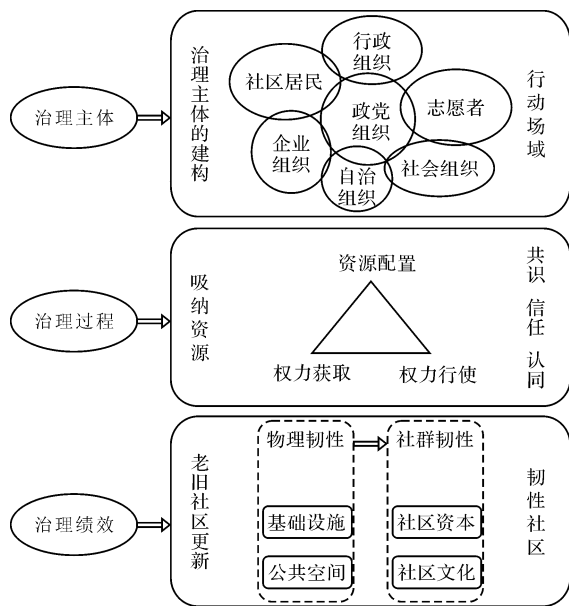 治理主体
治理主体的建构
行政
组织
社区居民
政党
组织
志愿者
企业
组织
自治
组织
社会组织
行动场域
治理过程
吸纳资源
资源配置
权力获取
权力行使
共识 信任 认同
治理绩效
老旧社区更新
物理韧性
社群韧性
基础设施
社区资本
公共空间
社区文化
韧性社区